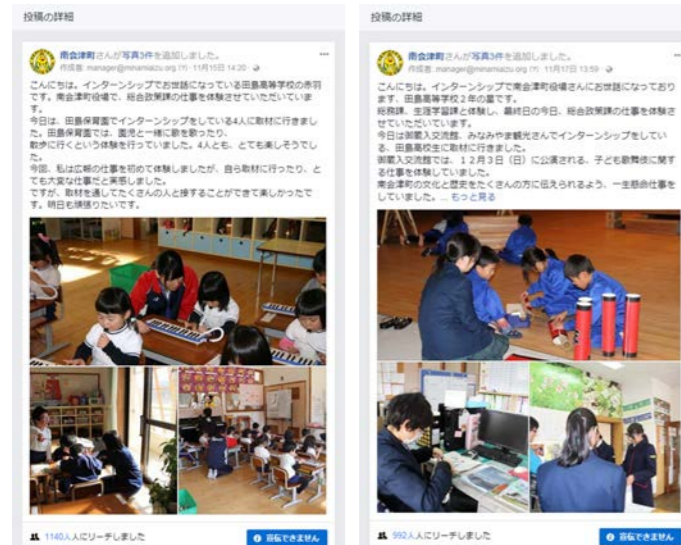 投稿の詳細
南会津町さんが写真3件を追加しました。
作成者: manager@minamiaizu.org (?) · 11月15日 14:20 ·
こんにちは。インターンシップでお世話になっている田島高等学校の赤羽
です。南会津町役場で、総合政策課の仕事を体験させていただいていま
す。
今日は、田島保育園でインターンシップをしている4人に取材に行きまし
た。田島保育園では、園児と一緒に歌を歌ったり、
散歩に行くという体験を行っていました。4人とも、とても楽しそうでし
た。
今回、私は広報の仕事を初めて体験しましたが、自ら取材に行ったり、と
ても大変な仕事だと実感しました。
ですが、取材を通してたくさんの人と接することができて楽しかったで
す。明日も頑張りたいです。
1140人人にリーチしました
宣伝できません
投稿の詳細
南会津町さんが写真3件を追加しました。
作成者: manager@minamiaizu.org (?) · 11月17日 13:59 ·
こんにちは。インターンシップで南会津町役場さんにお世話になっており
ます、田島高等学校2年の星です。
総務課、生涯学習課と体験し、最終日の今日、総合政策課の仕事を体験さ
せていただいています。
今日は御蔵入交流館、みなみやま観光さんでインターンシップをしてい
る、田島高校生に取材に行きました。
御蔵入交流館では、12月3日(日)に公演される、子ども歌舞伎に関す
る仕事を体験していました。
南会津町の文化と歴史をたくさんの方に伝えられるよう、一生懸命仕事を
していました。... もっと見る
992人人にリーチしました
宣伝できません